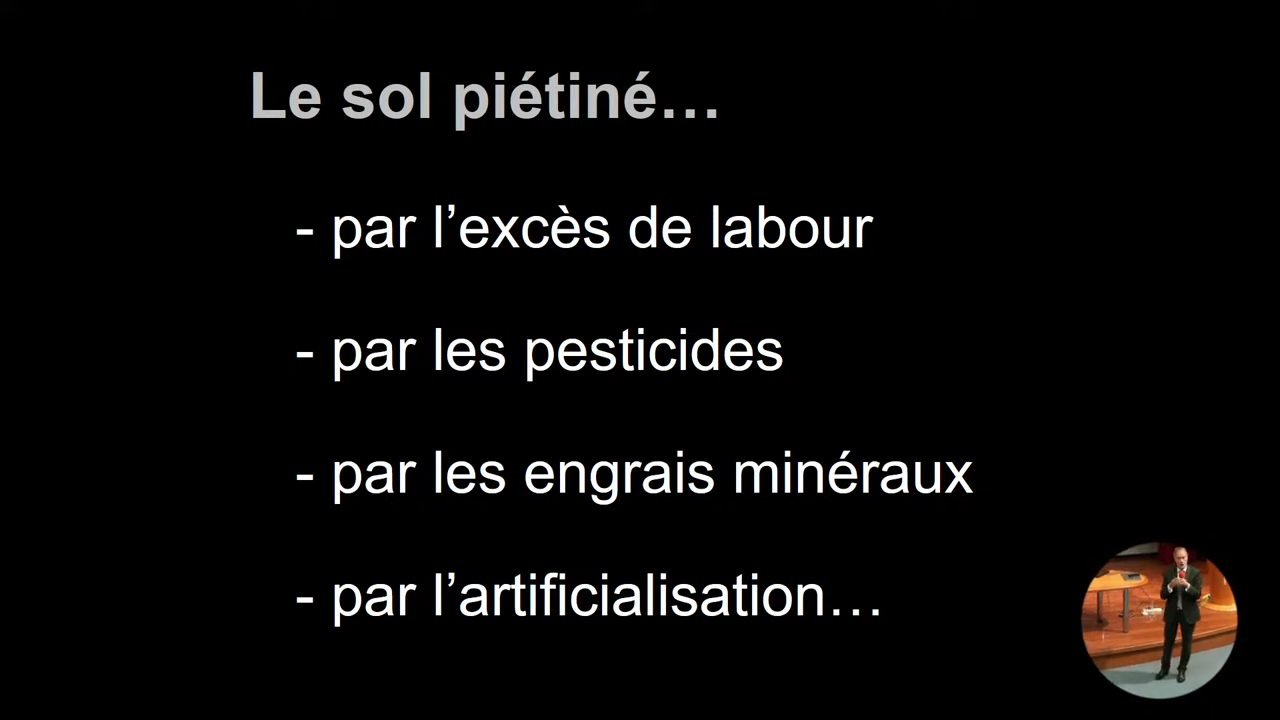 Le sol piétiné…
- par l’excès de labour
- par les pesticides
- par les engrais minéraux
- par l’artificialisation…